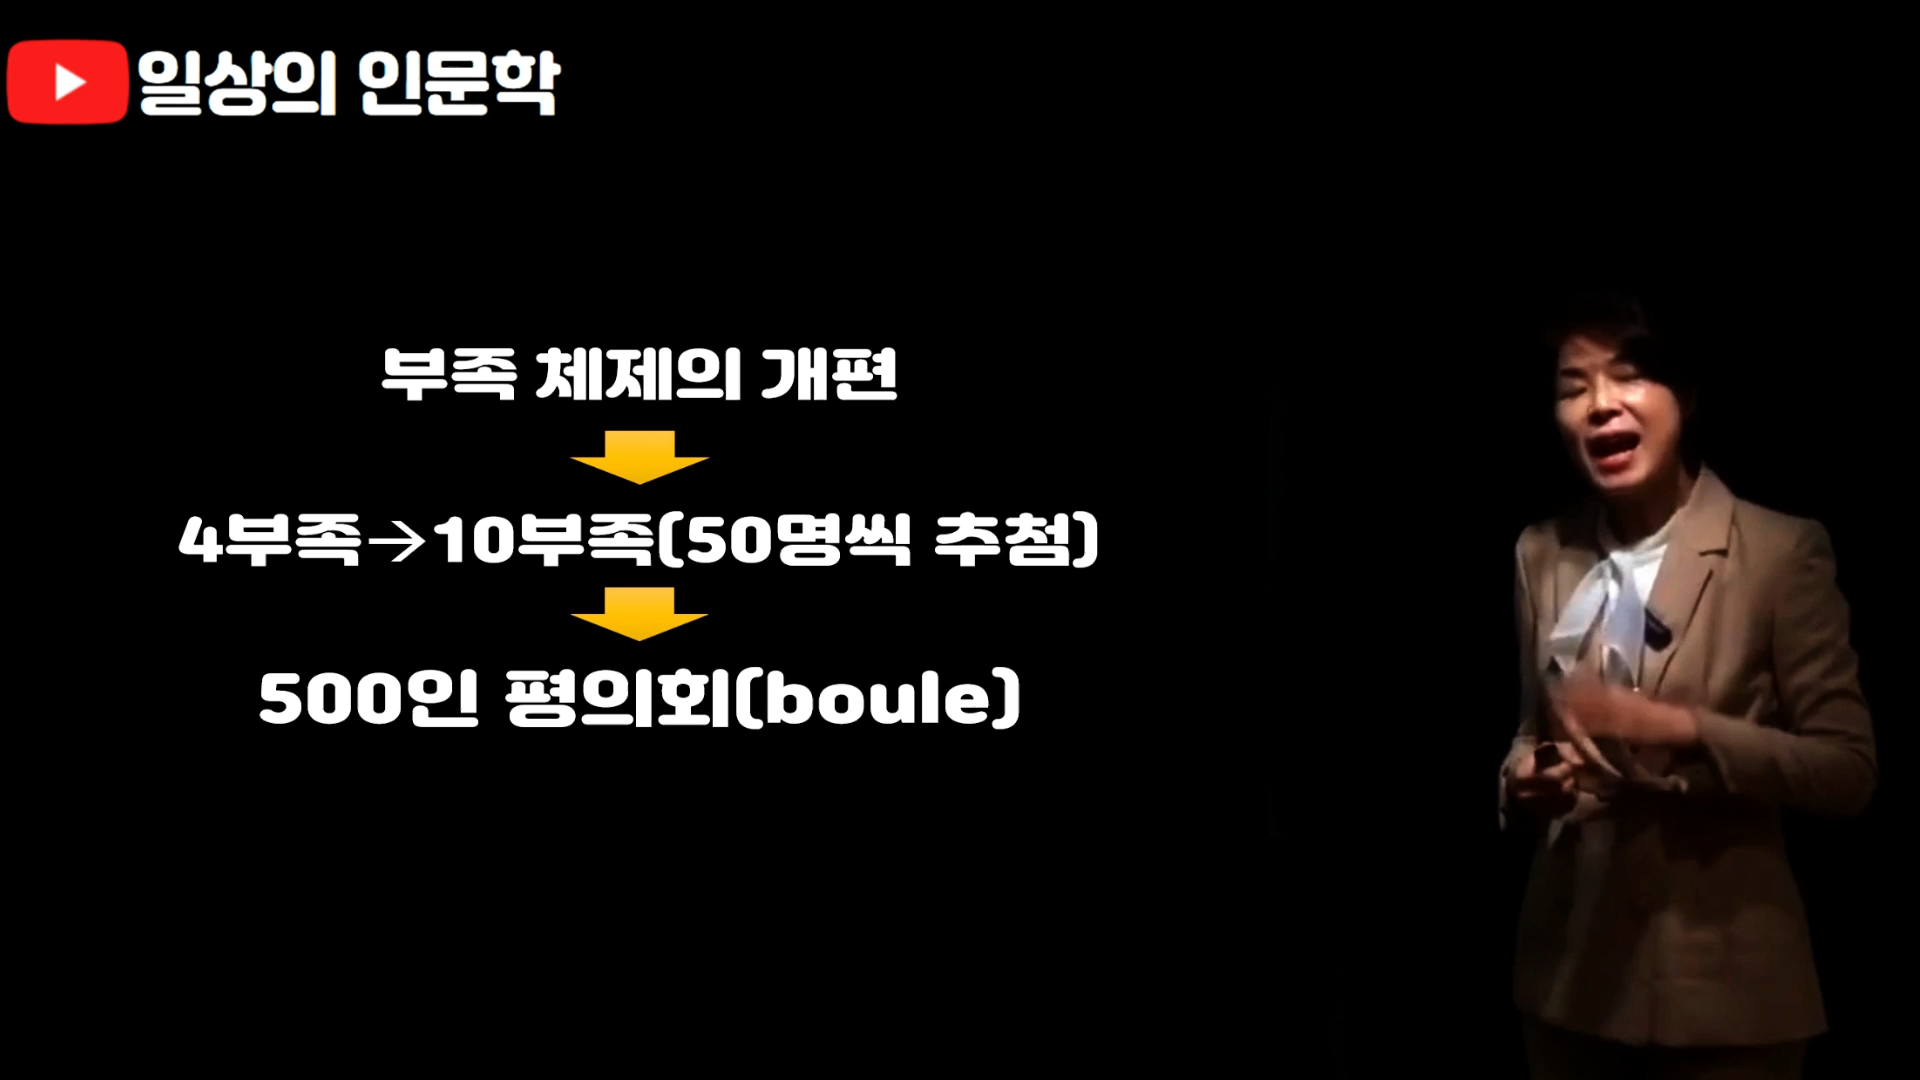 일상의 인문학
부족 체제의 개편
4부족→10부족(50명씩 추첨)
500인 평의회(boule)